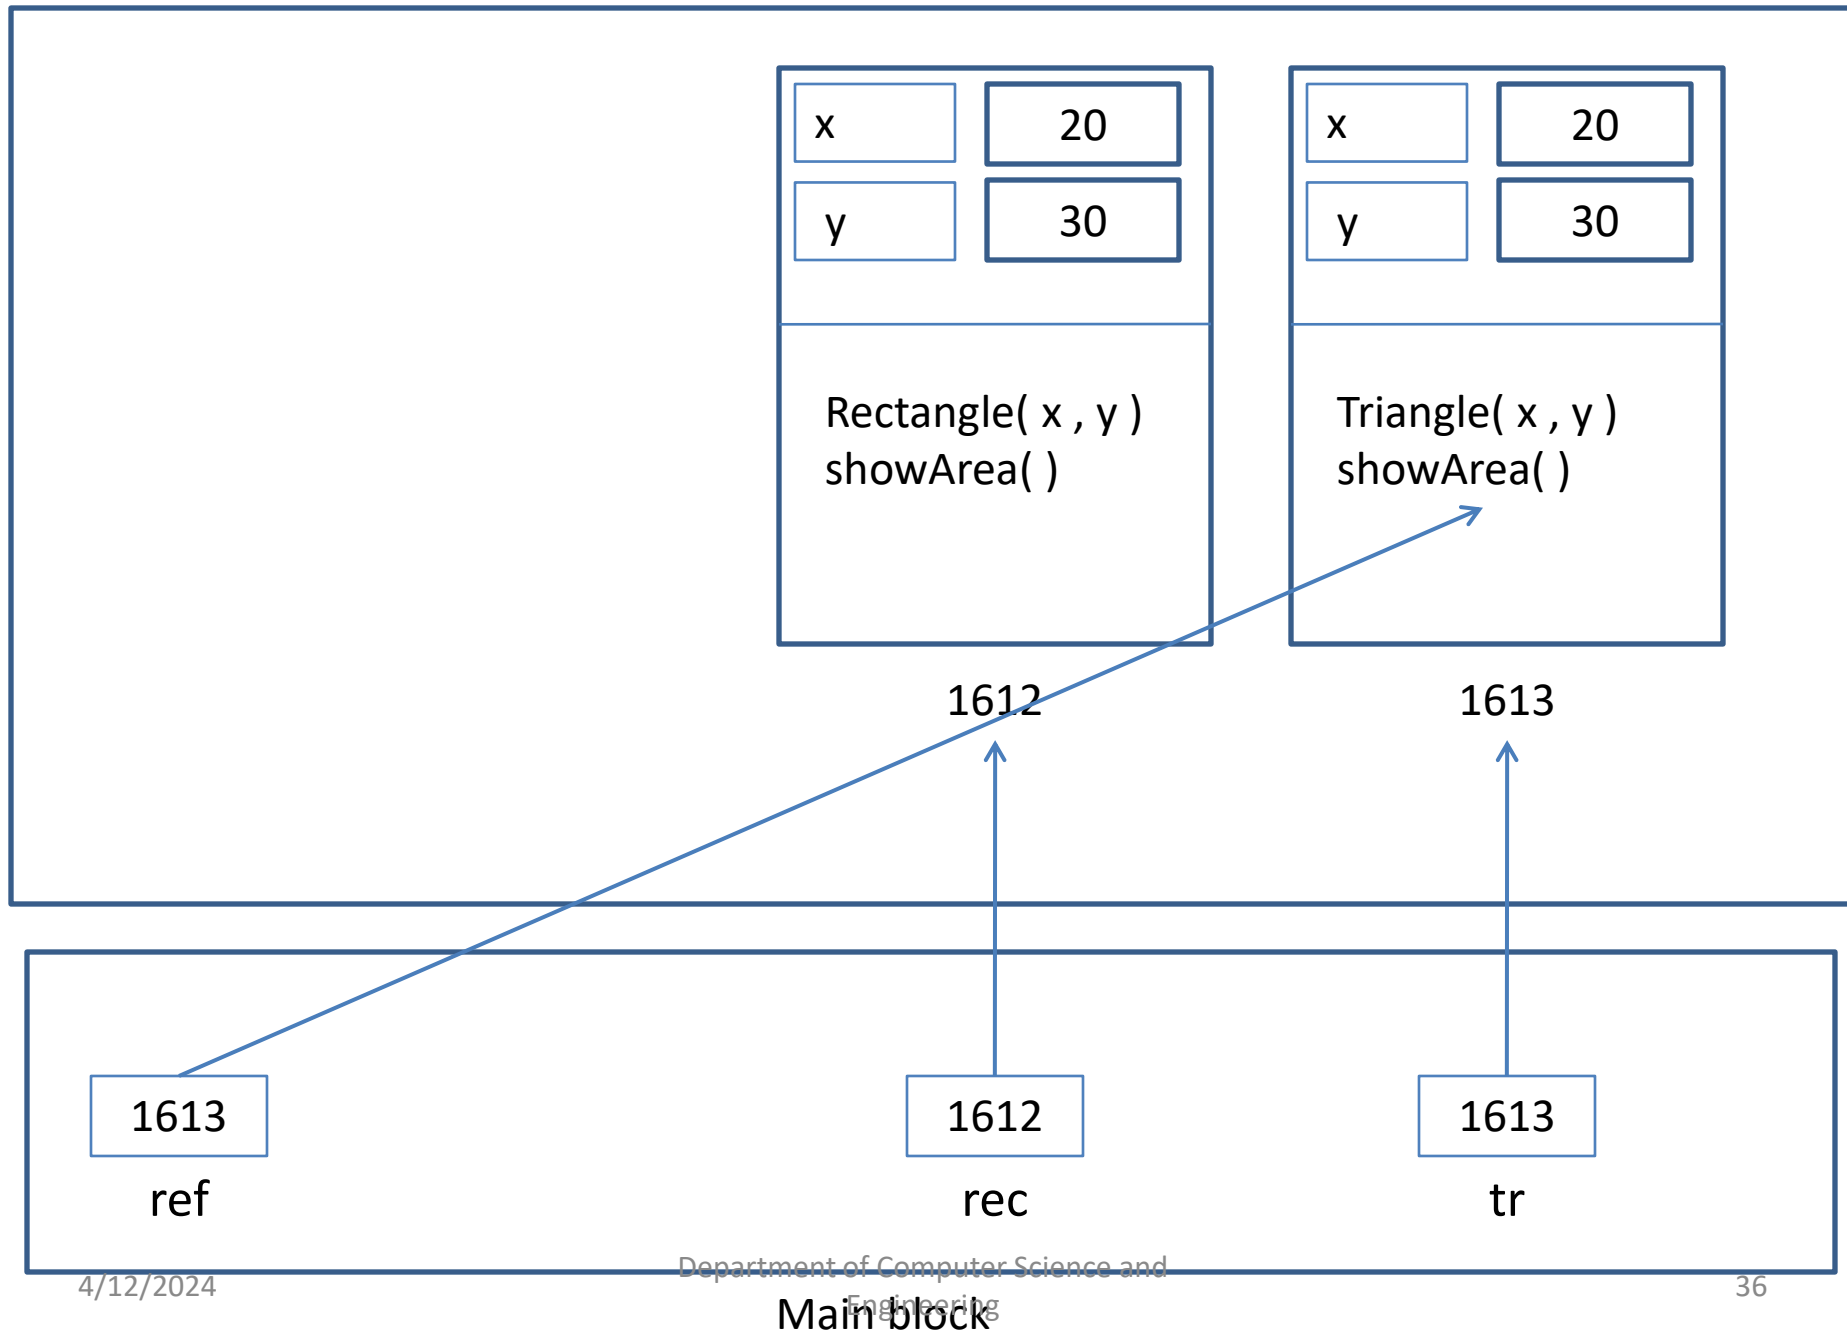 x 20
y 30
Rectangle( x , y )
showArea( )
1612
x 20
y 30
Triangle( x , y )
showArea( )
1613
1613
ref
1612
rec
1613
tr
4/12/2024
Department of Computer Science and
Engineering
36
Main block